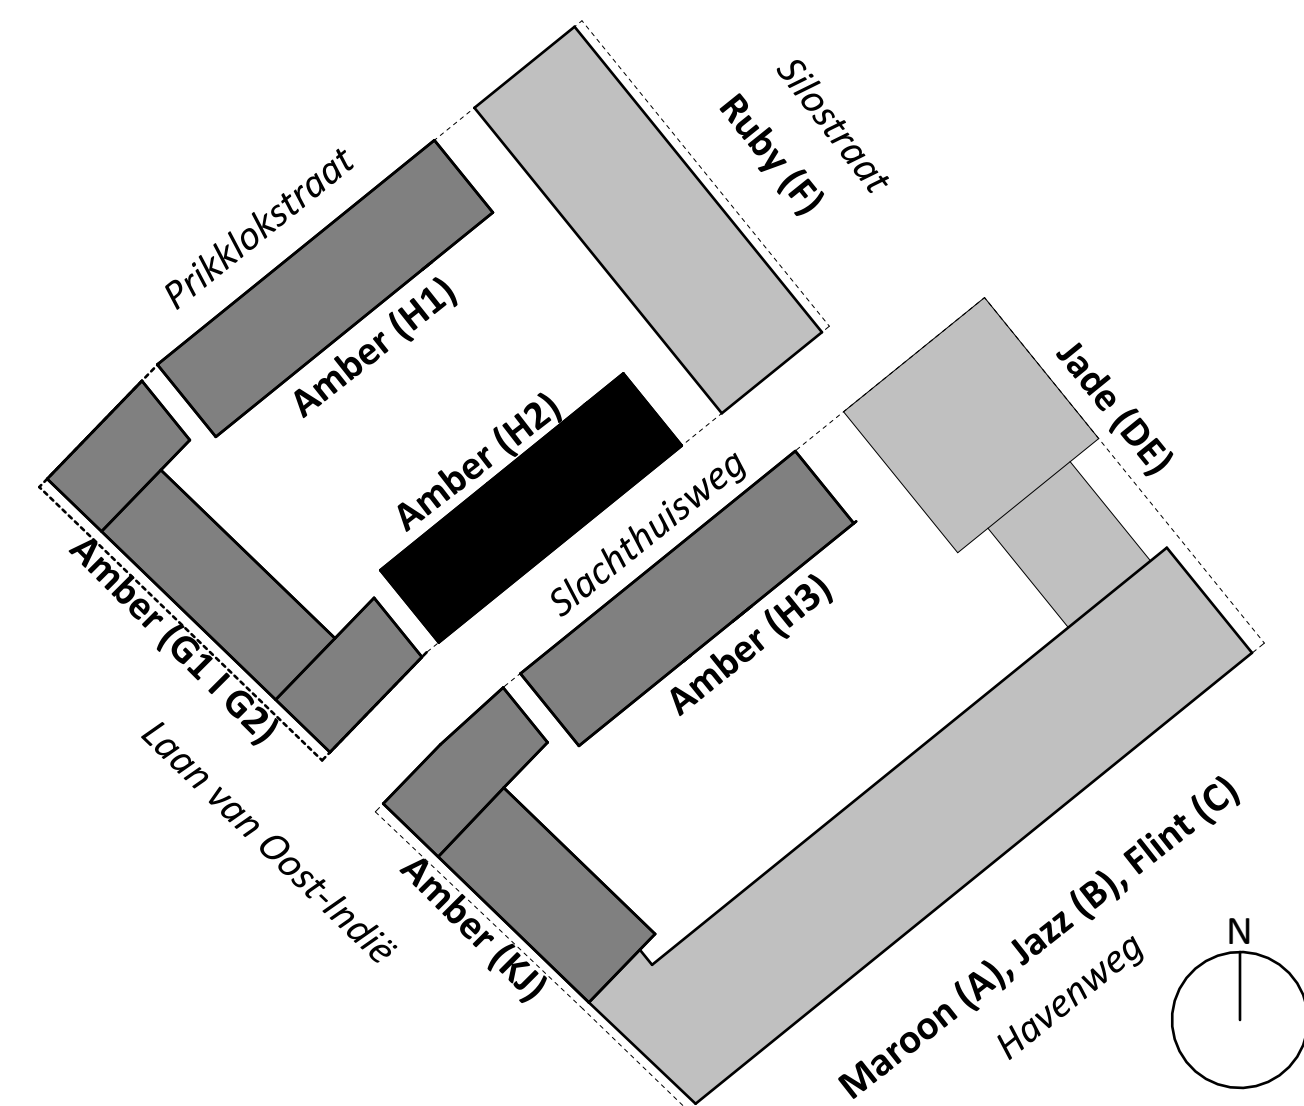 Silostraat
Ruby (F)
Prikklokstraat
Amber (H1)
Jade (DE)
Amber (H2)
Slachthuisweg
Amber (G1 I G2)
Amber (H3)
Laan van Oost-Indië
Amber (KJ)
Maroon (A), Jazz (B), Flint (C)
Havenweg
N